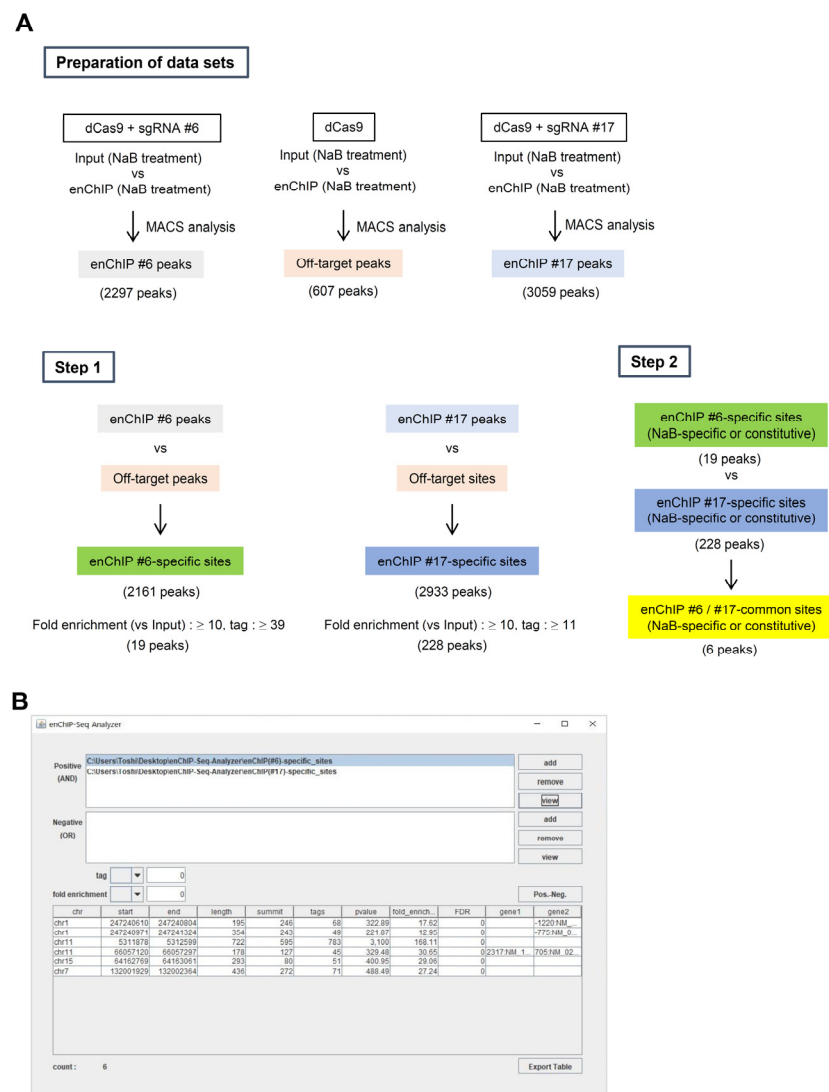 A
Preparation of data sets
dCas9 + sgRNA #6
Input (NaB treatment)
vs
enChIP (NaB treatment)
MACS analysis
enChIP #6 peaks
(2297 peaks)
dCas9
Input (NaB treatment)
vs
enChIP (NaB treatment)
MACS analysis
Off-target peaks
(607 peaks)
dCas9 + sgRNA #17
Input (NaB treatment)
vs
enChIP (NaB treatment)
MACS analysis
enChIP #17 peaks
(3059 peaks)
Step 1
enChIP #6 peaks
vs
Off-target peaks
enChIP #6-specific sites
(2161 peaks)
Fold enrichment (vs Input) : ≥ 10, tag : ≥ 39
(19 peaks)
enChIP #17 peaks
vs
Off-target sites
enChIP #17-specific sites
(2933 peaks)
Fold enrichment (vs Input) : ≥ 10, tag : ≥ 11
(228 peaks)
Step 2
enChIP #6-specific sites
(NaB-specific or constitutive)
(19 peaks)
vs
enChIP #17-specific sites
(NaB-specific or constitutive)
(228 peaks)
enChIP #6 / #17-common sites
(NaB-specific or constitutive)
(6 peaks)
B
enChIP-Seq Analyzer
Positive
(AND)
C:\Users\Toshi\Desktop\enChIP-Seq-Analyzer\enChIP(#6)-specific_sites
C:\Users\Toshi\Desktop\enChIP-Seq-Analyzer\enChIP(#17)-specific_sites
add
remove
view
Negative
(OR)
add
remove
view
tag 0
fold enrichment 0
Pos.-Neg.
chr start end length summit tags pvalue fold_enrich... FDR gene1 gene2
chr1 247240610 247240804 195 246 68 322.89 17.62 0 -1220:NM_...
chr1 247240971 247241324 354 243 49 221.87 12.95 0 -775:NM_0...
chr11 5311878 5312599 722 595 783 3,100 168.11 0
chr11 66057120 66057297 178 127 45 329.48 30.65 0 2317:NM_1... 705:NM_02...
chr15 64162769 64163061 293 80 51 400.95 29.06 0
chr7 132001929 132002364 436 272 71 488.49 27.24 0
count : 6
Export Table